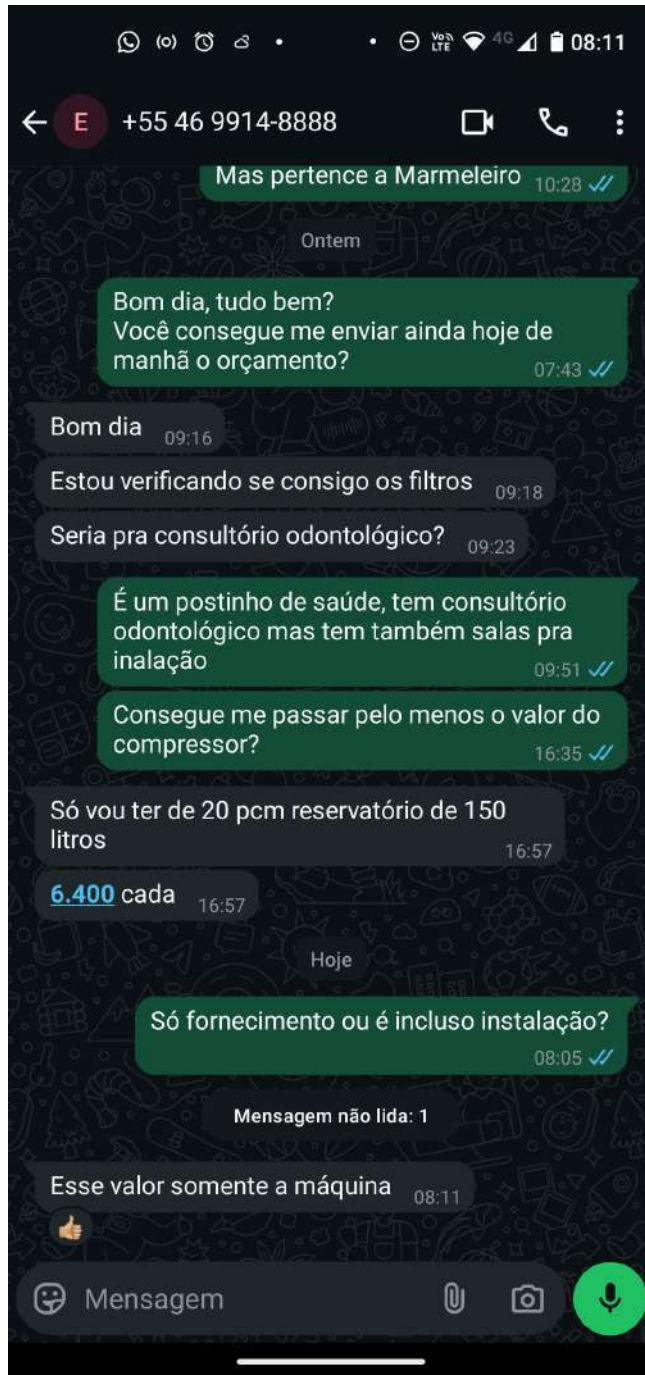 Vo))
LTE 4G 08:11
E +55 46 9914-8888
Mas pertence a Marmeleiro 10:28
Ontem
Bom dia, tudo bem?
Você consegue me enviar ainda hoje de
manhã o orçamento?
07:43
Bom dia 09:16
Estou verificando se consigo os filtros 09:18
Seria pra consultório odontológico? 09:23
É um postinho de saúde, tem consultório
odontológico mas tem também salas pra
inalação
09:51
Consegue me passar pelo menos o valor do
compressor?
16:35
Só vou ter de 20 pcm reservatório de 150
litros
16:57
6.400 cada 16:57
Hoje
Só fornecimento ou é incluso instalação?
08:05
Mensagem não lida: 1
Esse valor somente a máquina 08:11
Mensagem